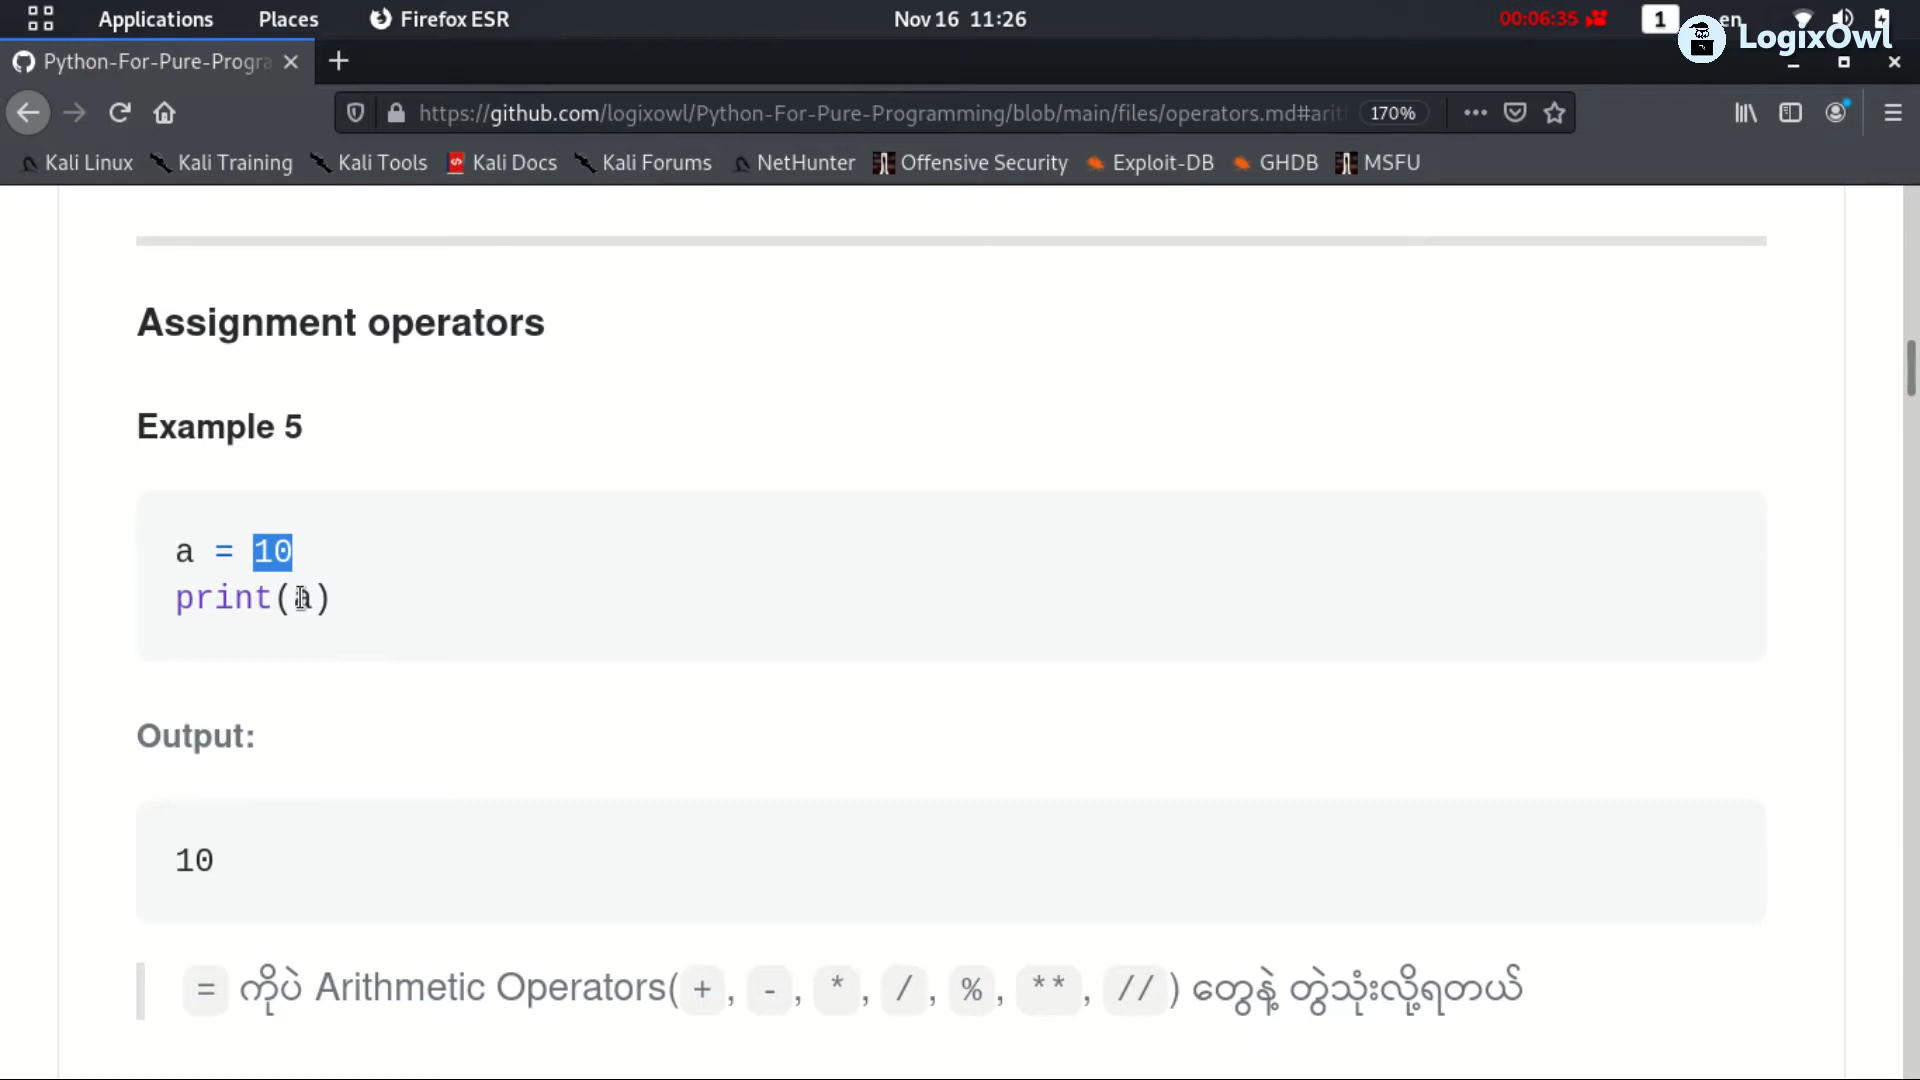 Applications Places Firefox ESR Nov 16 11:26 00:06:35 1 en
LogixOwl
Python-For-Pure-Progra
https://github.com/logixowl/Python-For-Pure-Programming/blob/main/files/operators.md#arit 170%
Kali Linux Kali Training Kali Tools Kali Docs Kali Forums NetHunter Offensive Security Exploit-DB GHDB MSFU
Assignment operators
Example 5
a = 10
print(a)
Output:
10
= ကိုပဲ Arithmetic Operators( + , - , * , / , % , ** , // ) တွေနဲ့ တွဲသုံးလို့ရတယ်